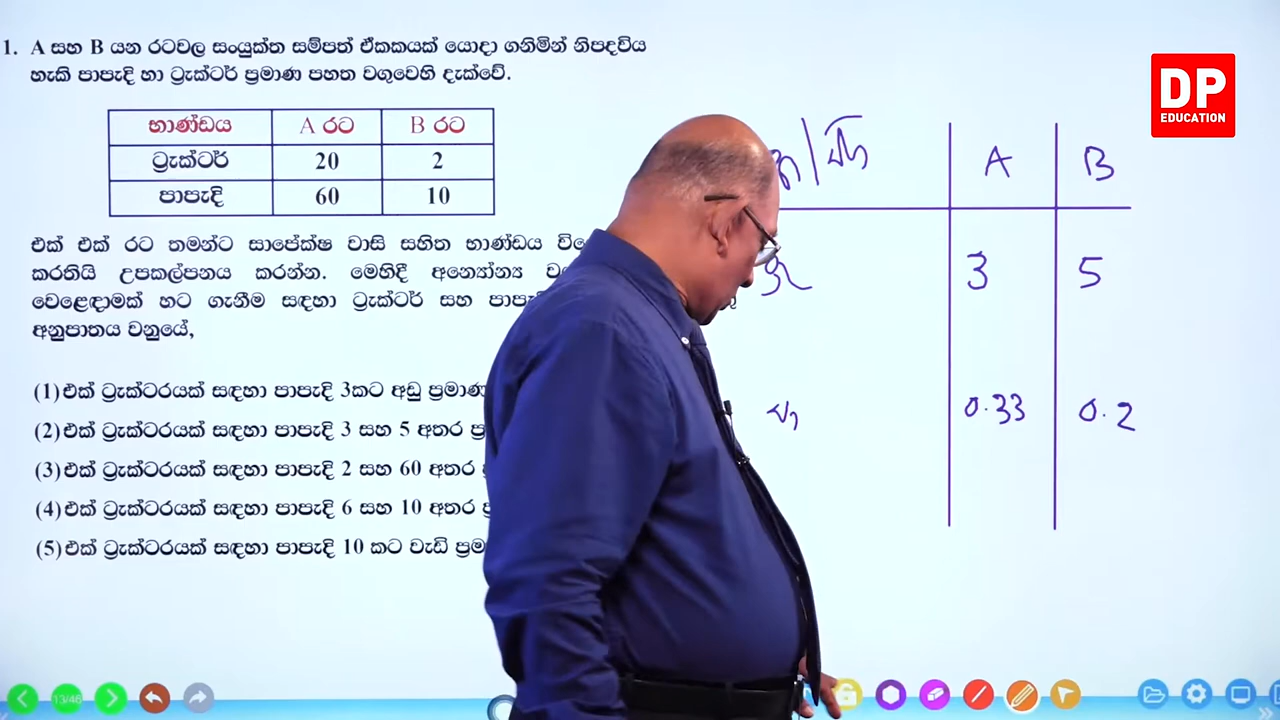 1. A සහ B යන රටවල සංයුක්ත සම්පත් ඒකකයක් යොදා ගනිමින් නිපදවිය
හැකි පාපැදි හා ට්‍රැක්ටර් ප්‍රමාණ පහත වගුවෙහි දැක්වේ.
භාණ්ඩය A රට B රට
ට්‍රැක්ටර් 20 2
පාපැදි 60 10
එක් එක් රට තමන්ට සාපේක්ෂ වාසි සහිත භාණ්ඩය
කරතියි උපකල්පනය කරන්න. මෙහිදී අන්‍යෝන්‍ය
වෙළෙඳාමක් හට ගැනීම සඳහා ට්‍රැක්ටර් සහ
අනුපාතය වනුයේ,
(1) එක් ට්‍රැක්ටරයක් සඳහා පාපැදි 3කට අඩු
(2) එක් ට්‍රැක්ටරයක් සඳහා පාපැදි 3 සහ 5 අතර
(3) එක් ට්‍රැක්ටරයක් සඳහා පාපැදි 2 සහ 60 අතර
(4) එක් ට්‍රැක්ටරයක් සඳහා පාපැදි 6 සහ 10 අතර
(5) එක් ට්‍රැක්ටරයක් සඳහා පාපැදි 10 කට වැඩි
A B
3 5
පා 0.33 0.2
DP
EDUCATION
13/46